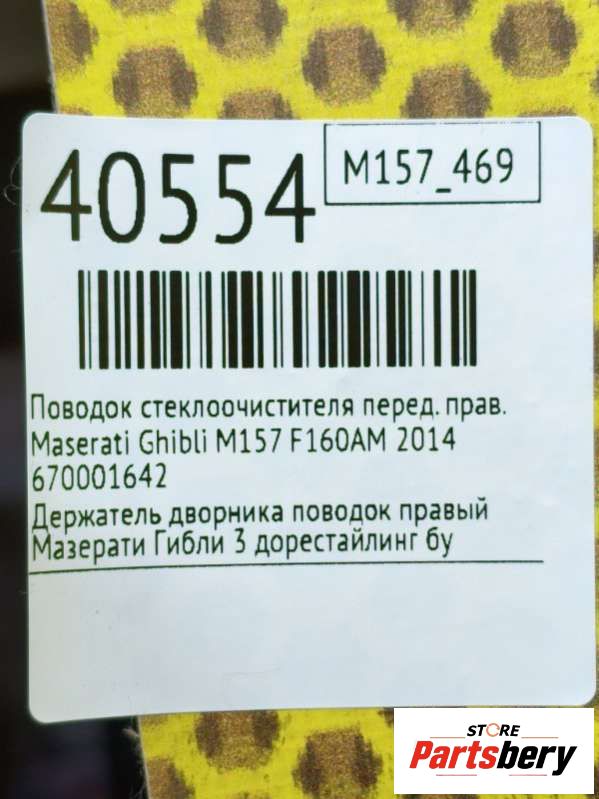 40554
M157_469
Поводок стеклоочистителя перед. прав.
Maserati Ghibli M157 F160AM 2014
670001642
Держатель дворника поводок правый
Мазерати Гибли 3 дорестайлинг бу
STORE
Partsbery